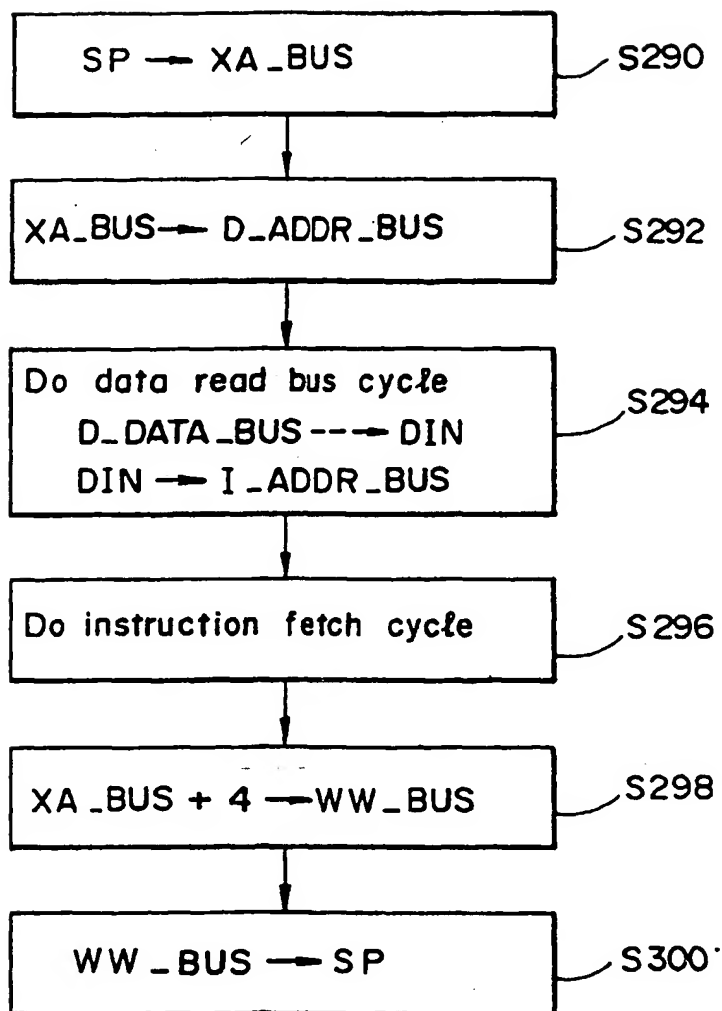 SP → XA_BUS
S290
XA_BUS → D_ADDR_BUS
S292
Do data read bus cycle
D_DATA_BUS ---→ DIN
DIN → I_ADDR_BUS
S294
Do instruction fetch cycle
S296
XA_BUS + 4 → WW_BUS
S298
WW_BUS → SP
S300